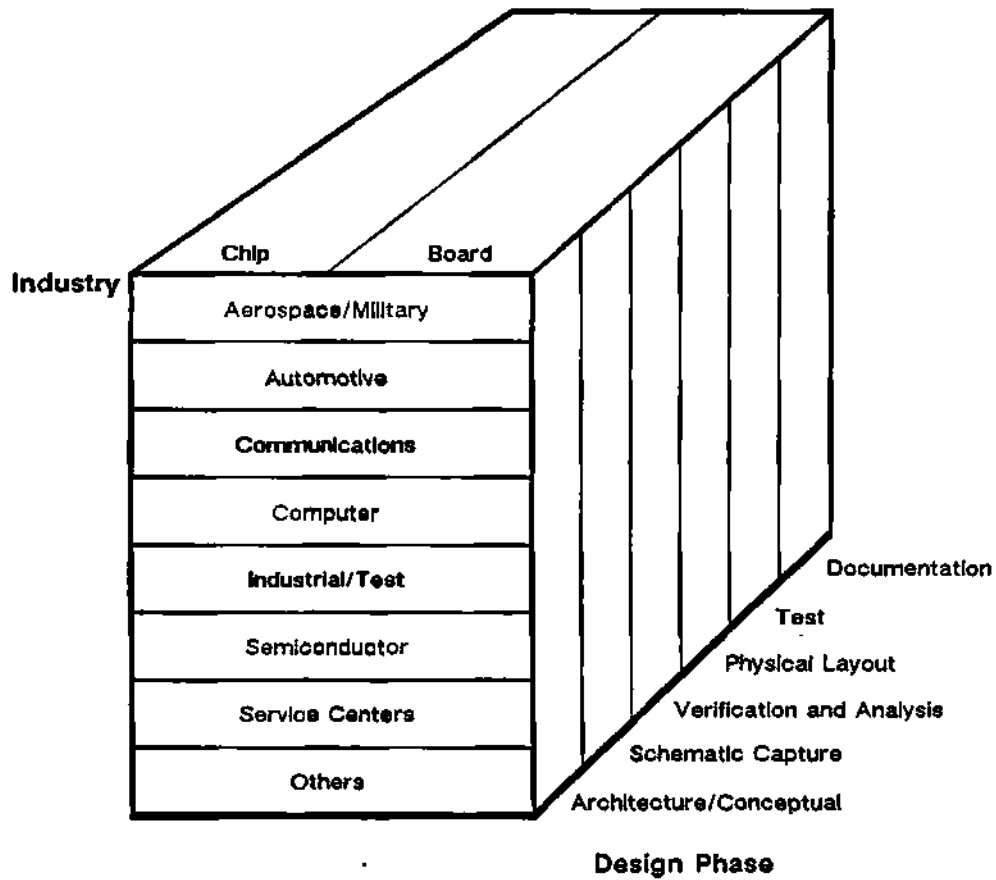 Chip Board
Industry
Aerospace/Military
Automotive
Communications
Computer
Industrial/Test
Semiconductor
Service Centers
Others
Documentation
Test
Physical Layout
Verification and Analysis
Schematic Capture
Architecture/Conceptual
Design Phase